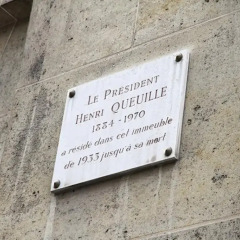 LE PRÉSIDENT
HENRI QUEUILLE
1884 - 1970
a résidé dans cet immeuble
de 1933 jusqu'à sa mort